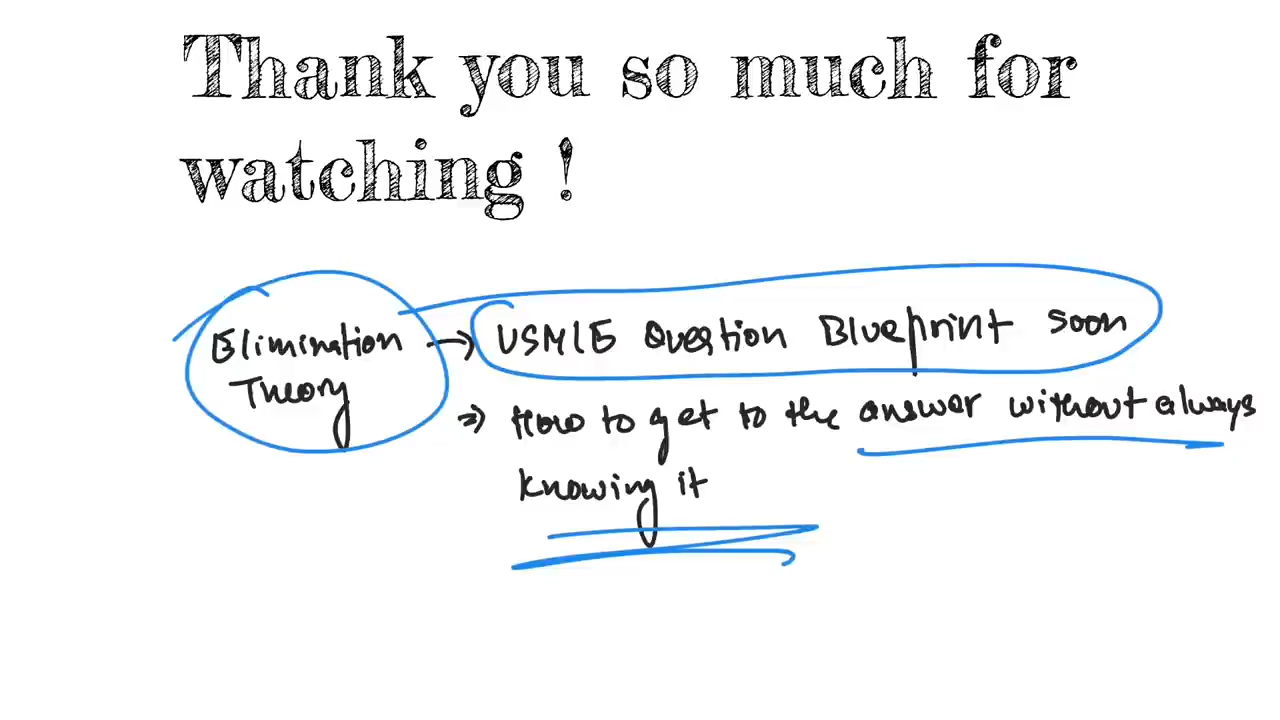 Thank you so much for
watching !
Elimination → USMLE Question Blueprint soon
Theory
⇒ How to get to the answer without always
knowing it